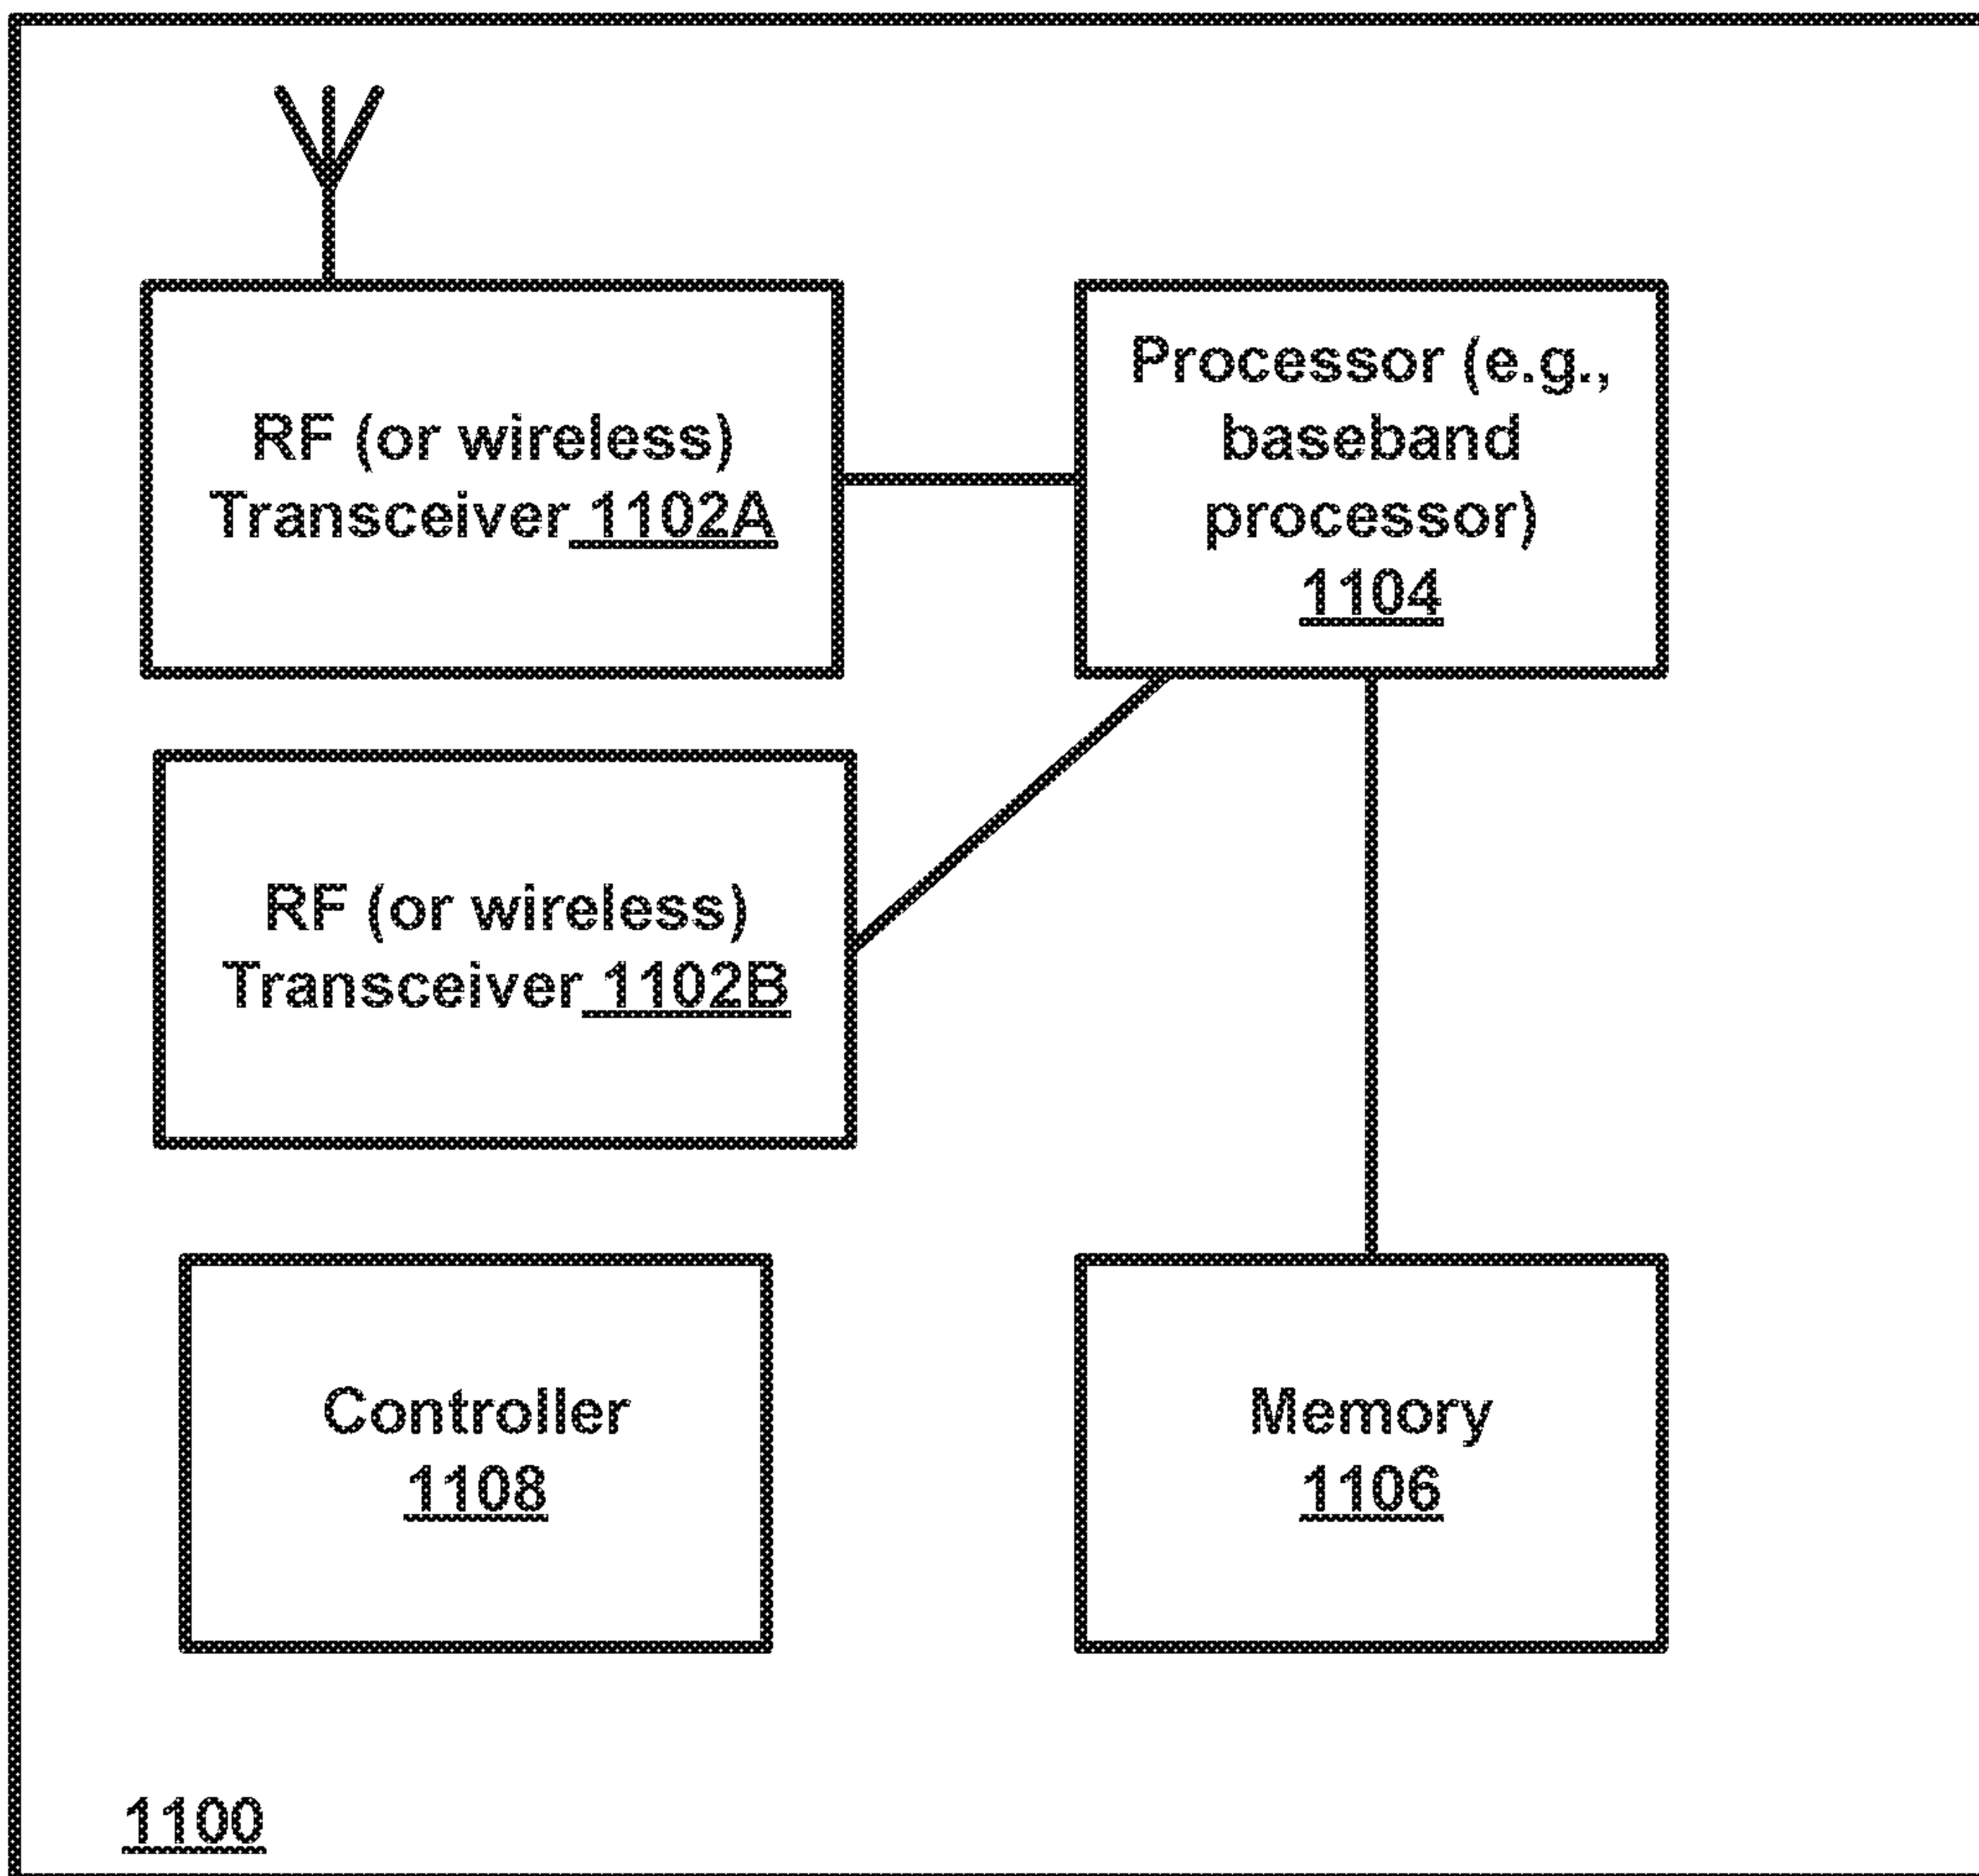 RF (or wireless)
Transceiver 1102A
Processor (e.g.,
baseband
processor)
1104
RF (or wireless)
Transceiver 1102B
Controller
1108
Memory
1106
1100